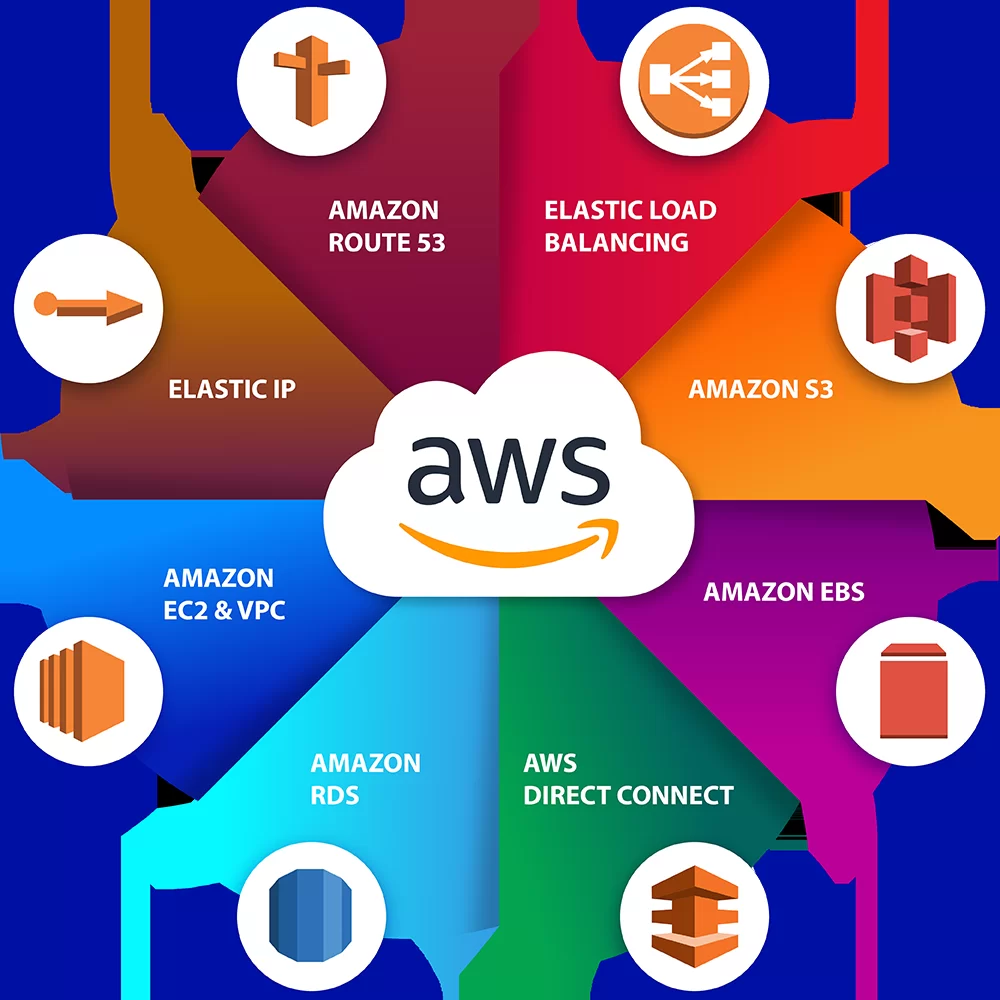 AMAZON
ROUTE 53
ELASTIC LOAD
BALANCING
ELASTIC IP
AMAZON S3
aws
AMAZON
EC2 & VPC
AMAZON EBS
AMAZON
RDS
AWS
DIRECT CONNECT